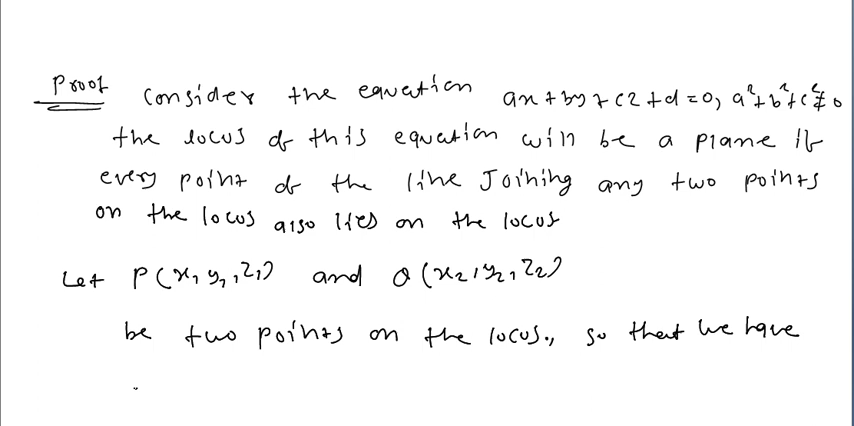 Proof Consider the equation ax+by+cz+d=0, a²+b²+c²≠0
the locus of this equation will be a plane if
every point of the line Joining any two points
on the locus also lies on the locus
Let P(x₁,y₁,z₁) and Q(x₂,y₂,z₂)
be two points on the locus., so that we have